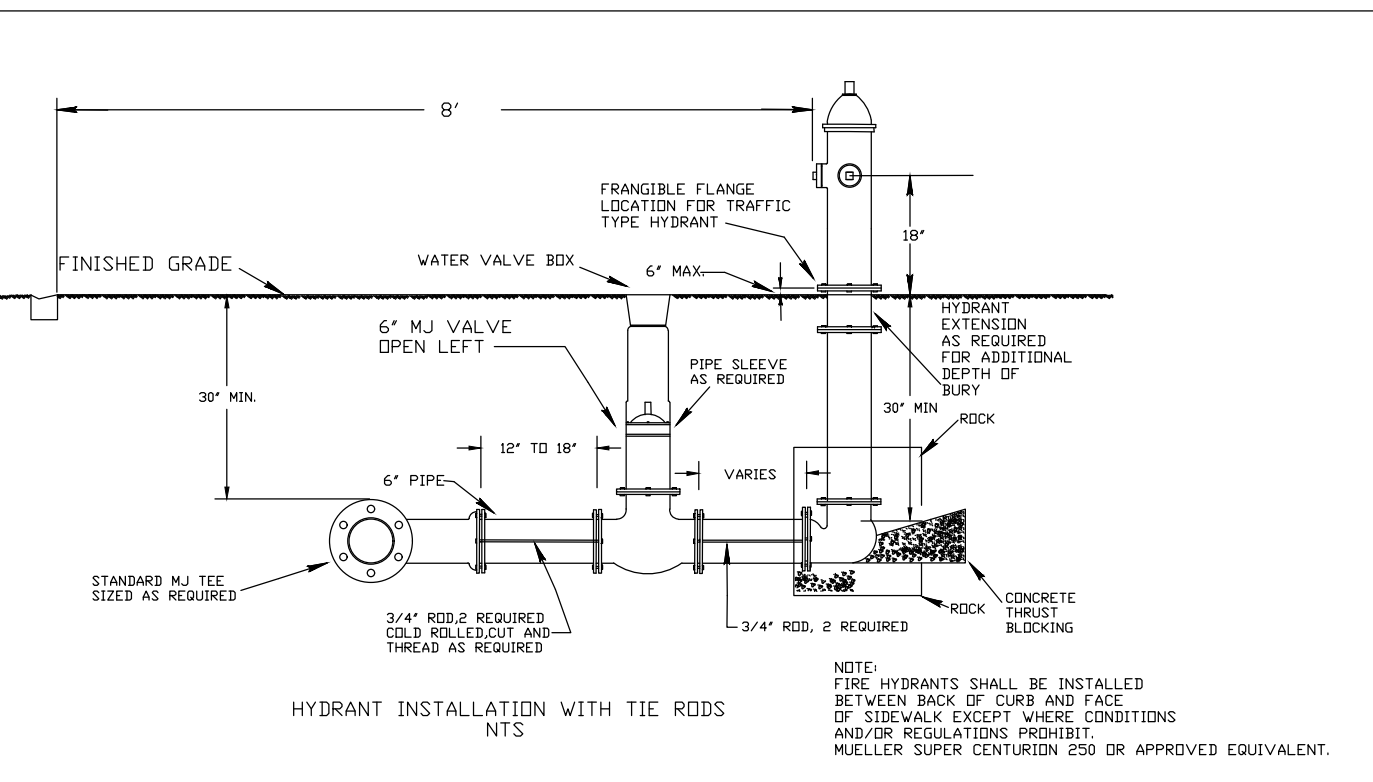 8'
FRANGIBLE FLANGE
LOCATION FOR TRAFFIC
TYPE HYDRANT
18"
FINISHED GRADE
WATER VALVE BOX
6" MAX.
6" MJ VALVE
OPEN LEFT
PIPE SLEEVE
AS REQUIRED
HYDRANT
EXTENSION
AS REQUIRED
FOR ADDITIONAL
DEPTH OF
BURY
30" MIN.
30" MIN
ROCK
12" TO 18"
VARIES
6" PIPE
STANDARD MJ TEE
SIZED AS REQUIRED
3/4" ROD,2 REQUIRED
COLD ROLLED,CUT AND
THREAD AS REQUIRED
3/4" ROD, 2 REQUIRED
ROCK
CONCRETE
THRUST
BLOCKING
HYDRANT INSTALLATION WITH TIE RODS
NTS
NOTE:
FIRE HYDRANTS SHALL BE INSTALLED
BETWEEN BACK OF CURB AND FACE
OF SIDEWALK EXCEPT WHERE CONDITIONS
AND/OR REGULATIONS PROHIBIT.
MUELLER SUPER CENTURION 250 OR APPROVED EQUIVALENT.